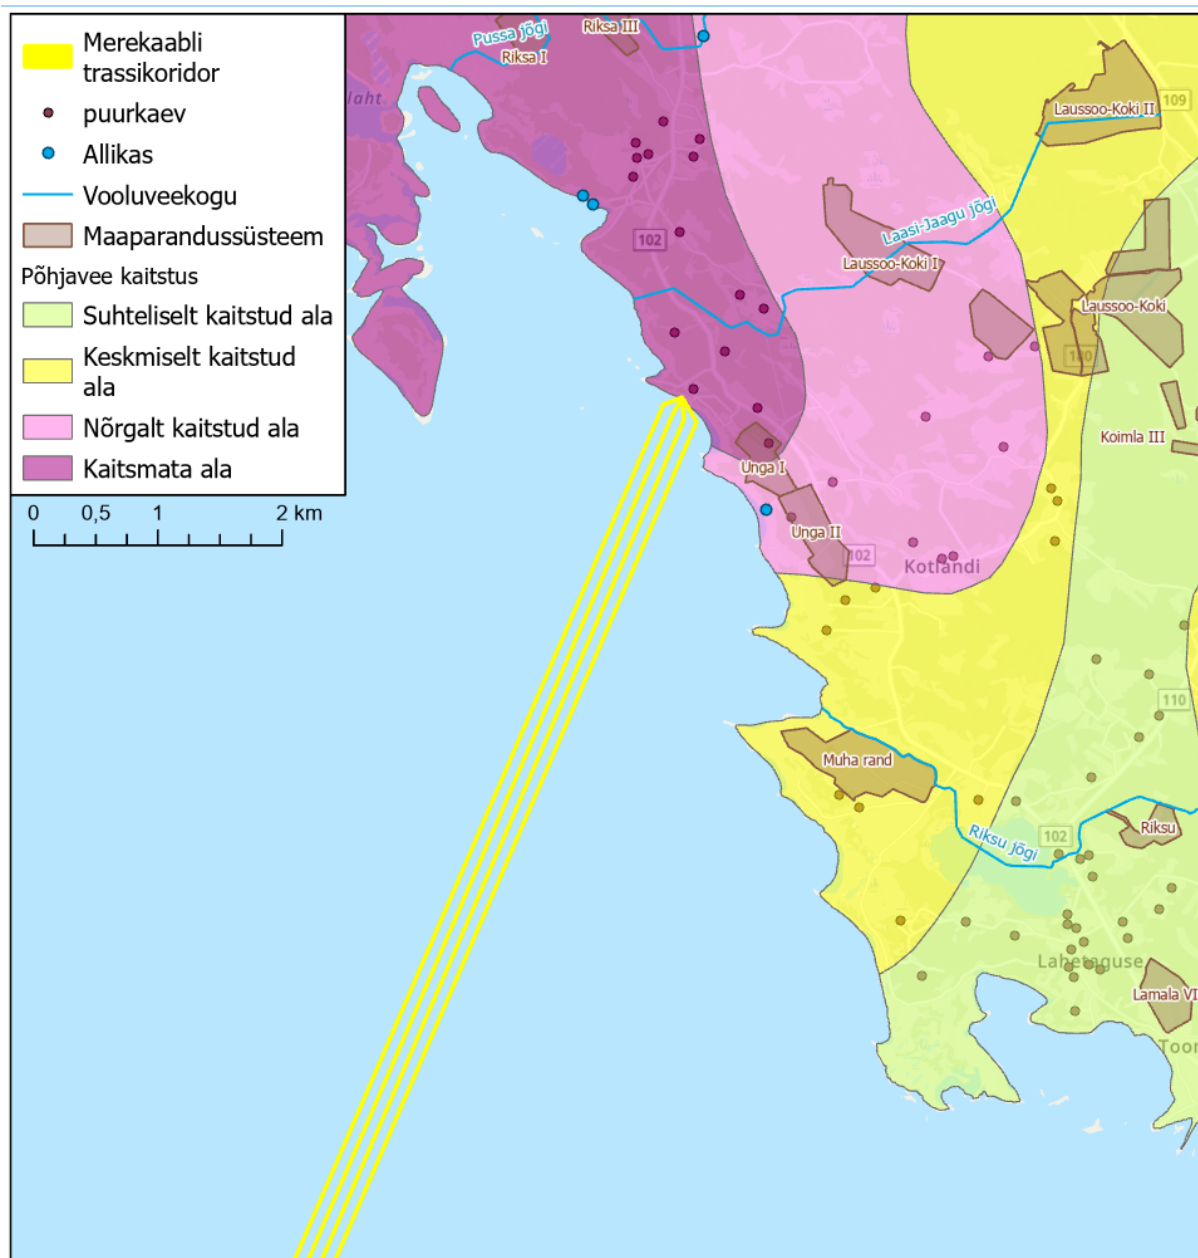 Merekaabli
trassikoridor
puurkaev
Allikas
Vooluveekogu
Maaparandussüsteem
Põhjavee kaitstus
Suhteliselt kaitstud ala
Keskmiselt kaitstud
ala
Nõrgalt kaitstud ala
Kaitsmata ala
0 0,5 1 2 km
laht
Pussa jõgi
Riksa I
Riksa III
109
Laussoo-Koki II
102
Laasi-Jaagu jõgi
Laussoo-Koki I
Laussoo-Koki
180
Koimla III
Unga I
Unga II
102
Kotlandi
110
Muha rand
Riksu jõgi
102
Riksu
Lahetaguse
Lamala VI
Toor